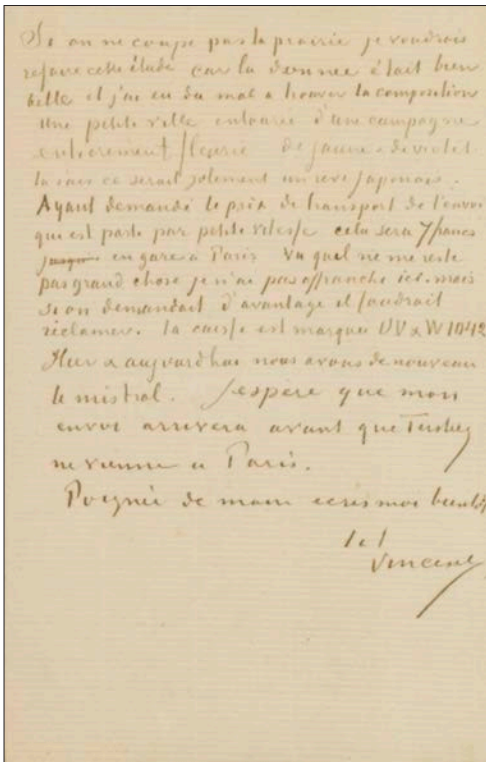 Si on ne coupe pas la prairie je voudrais
refaire cette étude car la donnée était bien
belle et j'ai eu du mal a trouver la composition
une petite ville entourée d'une campagne
entièrement fleurie de jaune & de violet
ce serait joliment un rêve japonais.
Ayant demandé le prix de transport de l'envoi
qui est parti par petite vitesse cela sera 7 francs
en gare à Paris. Vu qu'il ne me reste
pas grand chose je n'ai pas affranchi ici. mais
si on demandait d'avantage il faudrait
réclamer. la caisse est marquée UV & W 1042
Hier & aujourd'hui nous avons de nouveau
le mistral. J'espère que mon
envoi arrivera avant que Tersteeg
ne vienne a Paris.
Poignée de main ecris moi bientôt
t. à t.
Vincent